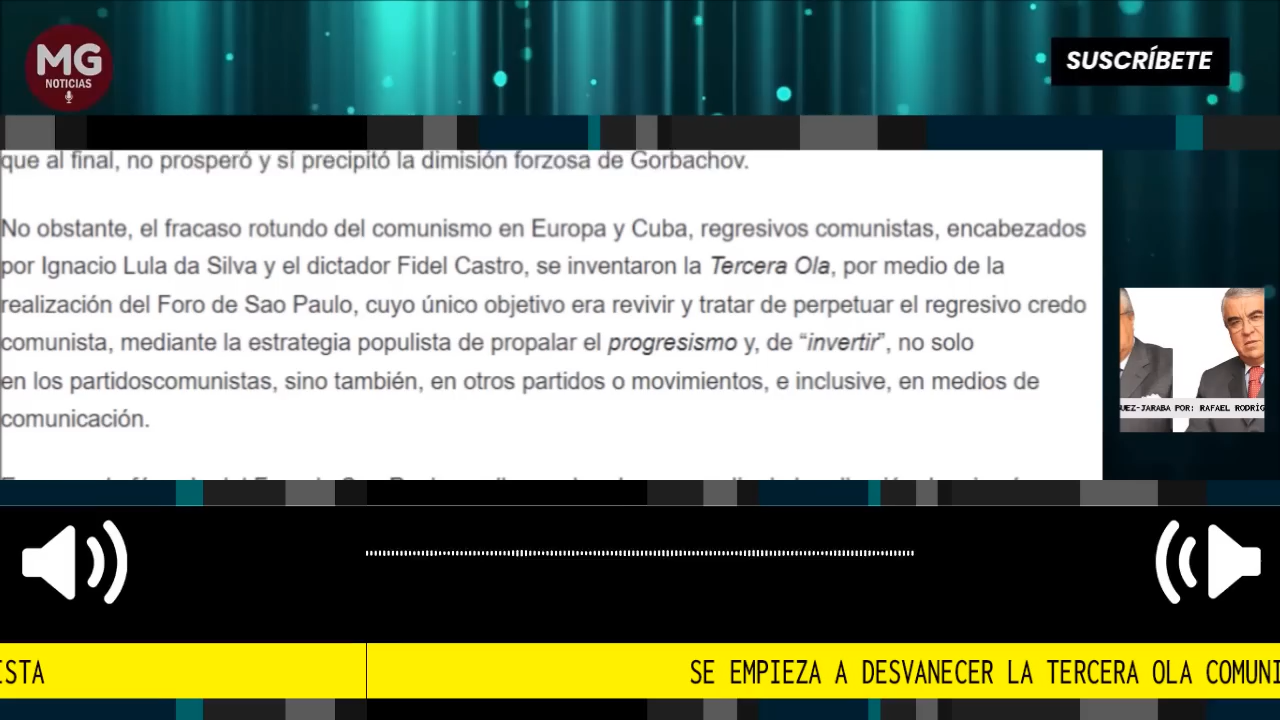 MG
NOTICIAS
SUSCRÍBETE
que al final, no prosperó y sí precipitó la dimisión forzosa de Gorbachov.
No obstante, el fracaso rotundo del comunismo en Europa y Cuba, regresivos comunistas, encabezados
por Ignacio Lula da Silva y el dictador Fidel Castro, se inventaron la Tercera Ola, por medio de la
realización del Foro de Sao Paulo, cuyo único objetivo era revivir y tratar de perpetuar el regresivo credo
comunista, mediante la estrategia populista de propalar el progresismo y, de “invertir”, no solo
en los partidoscomunistas, sino también, en otros partidos o movimientos, e inclusive, en medios de
comunicación.
UEZ-JARABA POR: RAFAEL RODRÍG
ISTA SE EMPIEZA A DESVANECER LA TERCERA OLA COMUNI